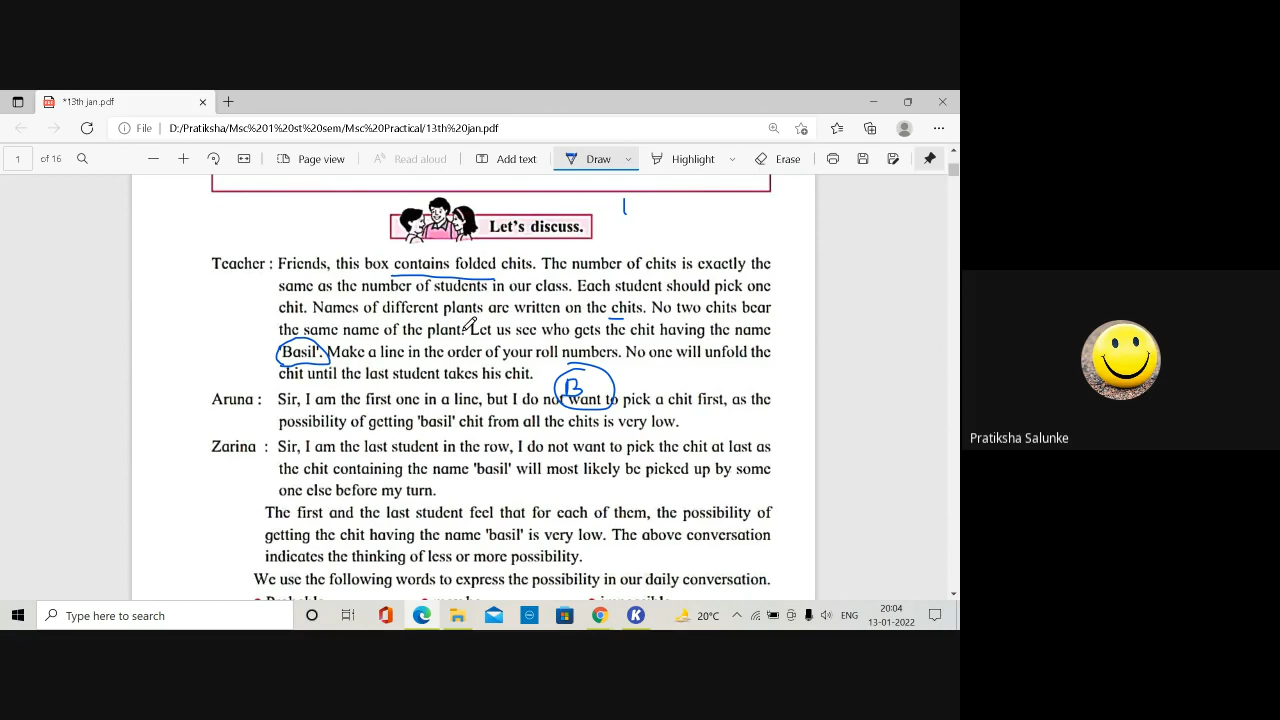 *13th jan.pdf
File D:/Pratiksha/Msc%201%20st%20sem/Msc%20Practical/13th%20jan.pdf
1 of 16 Page view Read aloud Add text Draw Highlight Erase
Let's discuss.
Teacher : Friends, this box contains folded chits. The number of chits is exactly the
same as the number of students in our class. Each student should pick one
chit. Names of different plants are written on the chits. No two chits bear
the same name of the plant. Let us see who gets the chit having the name
'Basil'. Make a line in the order of your roll numbers. No one will unfold the
chit until the last student takes his chit.
B
Aruna : Sir, I am the first one in a line, but I do not want to pick a chit first, as the
possibility of getting 'basil' chit from all the chits is very low.
Zarina : Sir, I am the last student in the row, I do not want to pick the chit at last as
the chit containing the name 'basil' will most likely be picked up by some
one else before my turn.
The first and the last student feel that for each of them, the possibility of
getting the chit having the name 'basil' is very low. The above conversation
indicates the thinking of less or more possibility.
We use the following words to express the possibility in our daily conversation.
Pratiksha Salunke
Type here to search
20°C
ENG
20:04
13-01-2022